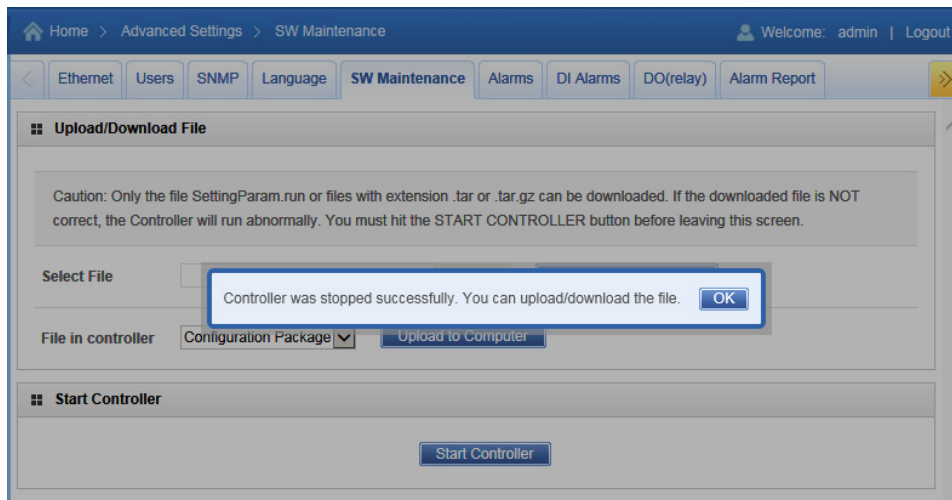 Home > Advanced Settings > SW Maintenance Welcome: admin | Logout
Ethernet Users SNMP Language SW Maintenance Alarms DI Alarms DO(relay) Alarm Report
Upload/Download File
Caution: Only the file SettingParam.run or files with extension .tar or .tar.gz can be downloaded. If the downloaded file is NOT
correct, the Controller will run abnormally. You must hit the START CONTROLLER button before leaving this screen.
Select File
Controller was stopped successfully. You can upload/download the file. OK
File in controller Configuration Package Upload to Computer
Start Controller
Start Controller